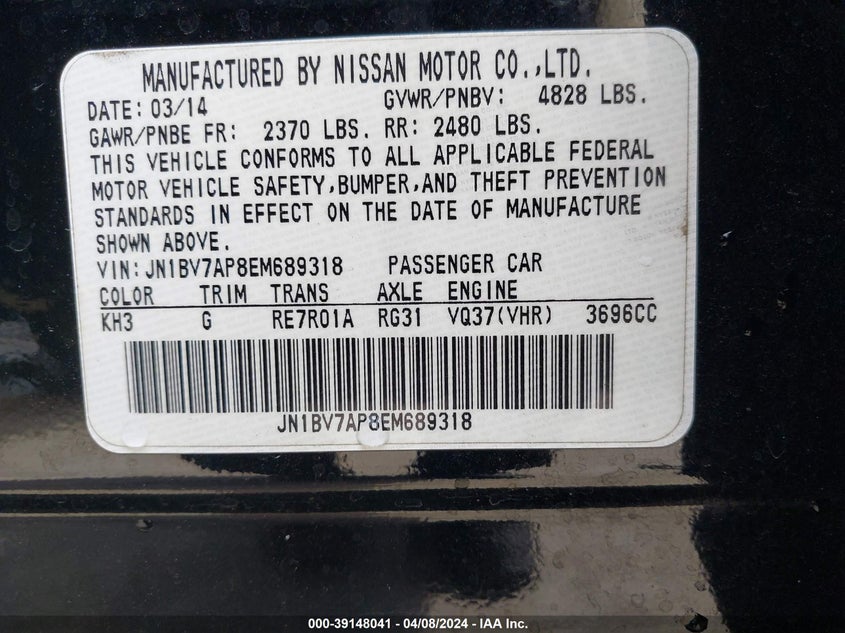 MANUFACTURED BY NISSAN MOTOR CO.,LTD.
DATE: 03/14 GVWR/PNBV: 4828 LBS.
GAWR/PNBE FR: 2370 LBS. RR: 2480 LBS.
THIS VEHICLE CONFORMS TO ALL APPLICABLE FEDERAL
MOTOR VEHICLE SAFETY,BUMPER,AND THEFT PREVENTION
STANDARDS IN EFFECT ON THE DATE OF MANUFACTURE
SHOWN ABOVE.
VIN:JN1BV7AP8EM689318 PASSENGER CAR
COLOR TRIM TRANS AXLE ENGINE
KH3 G RE7R01A RG31 VQ37(VHR) 3696CC
JN1BV7AP8EM689318
000-39148041 - 04/08/2024 - IAA Inc.